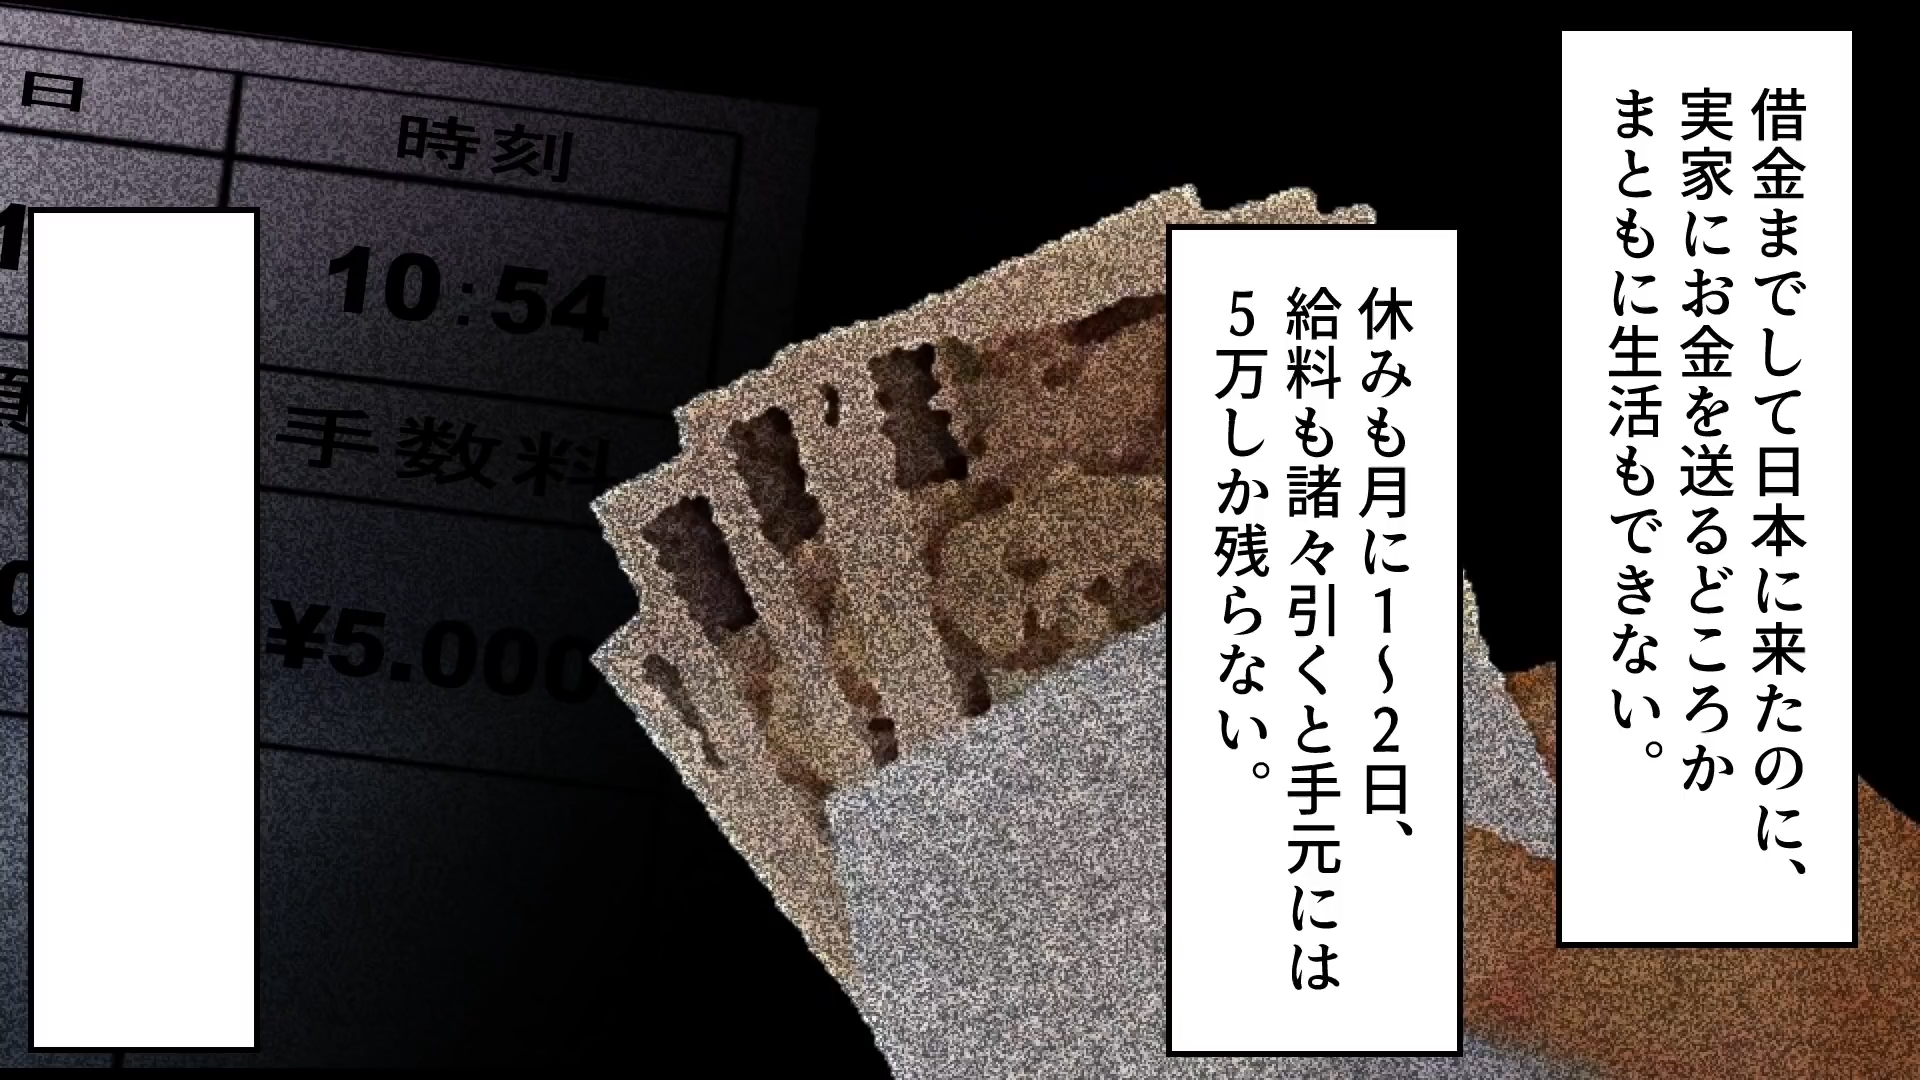 借金までして日本に来たのに、
実家にお金を送るどころか
まともに生活もできない。
休みも月に1～2日、
給料も諸々引くと手元には
5万しか残らない。
日
時刻
10:54
手数料
¥5.000